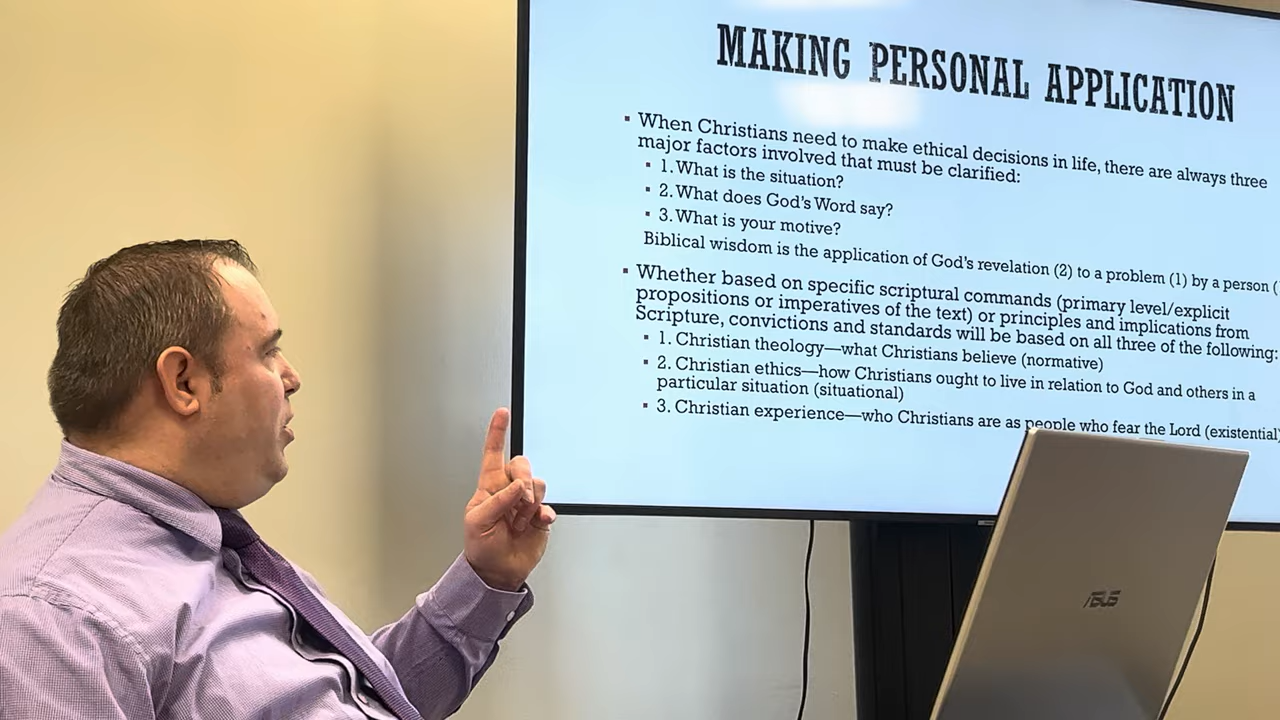 MAKING PERSONAL APPLICATION
▪ When Christians need to make ethical decisions in life, there are always three
major factors involved that must be clarified:
▪ 1. What is the situation?
▪ 2. What does God's Word say?
▪ 3. What is your motive?
Biblical wisdom is the application of God's revelation (2) to a problem (1) by a person (
▪ Whether based on specific scriptural commands (primary level/explicit
propositions or imperatives of the text) or principles and implications from
Scripture, convictions and standards will be based on all three of the following:
▪ 1. Christian theology—what Christians believe (normative)
▪ 2. Christian ethics—how Christians ought to live in relation to God and others in a
particular situation (situational)
▪ 3. Christian experience—who Christians are as people who fear the Lord (existential)
ASUS